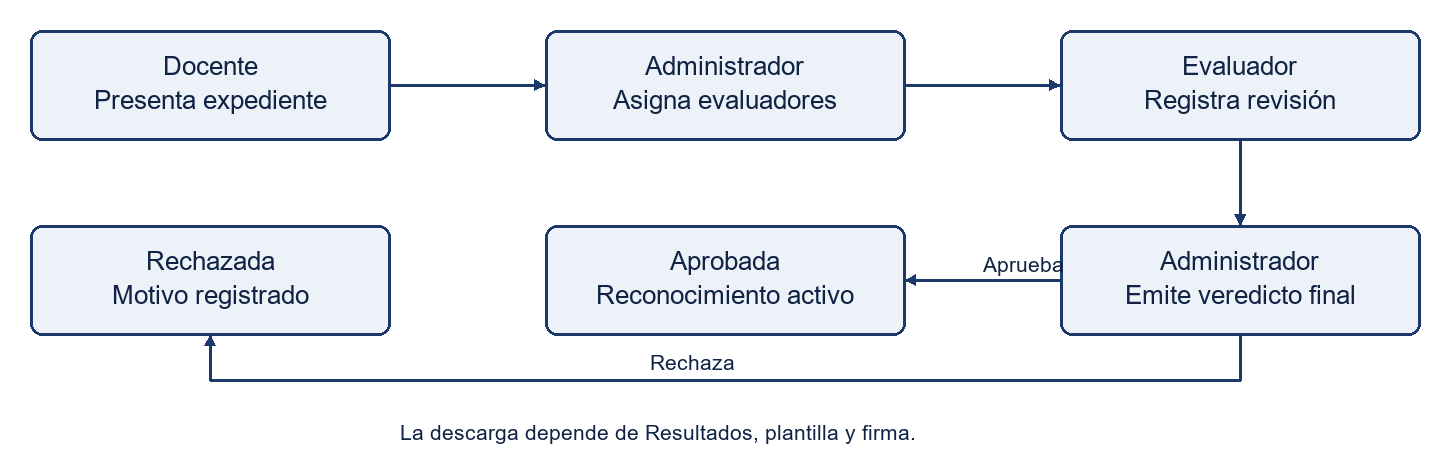 Docente
Presenta expediente
Administrador
Asigna evaluadores
Evaluador
Registra revisión
Rechazada
Motivo registrado
Aprobada
Reconocimiento activo
Aprueba
Administrador
Emite veredicto final
Rechaza
La descarga depende de Resultados, plantilla y firma.